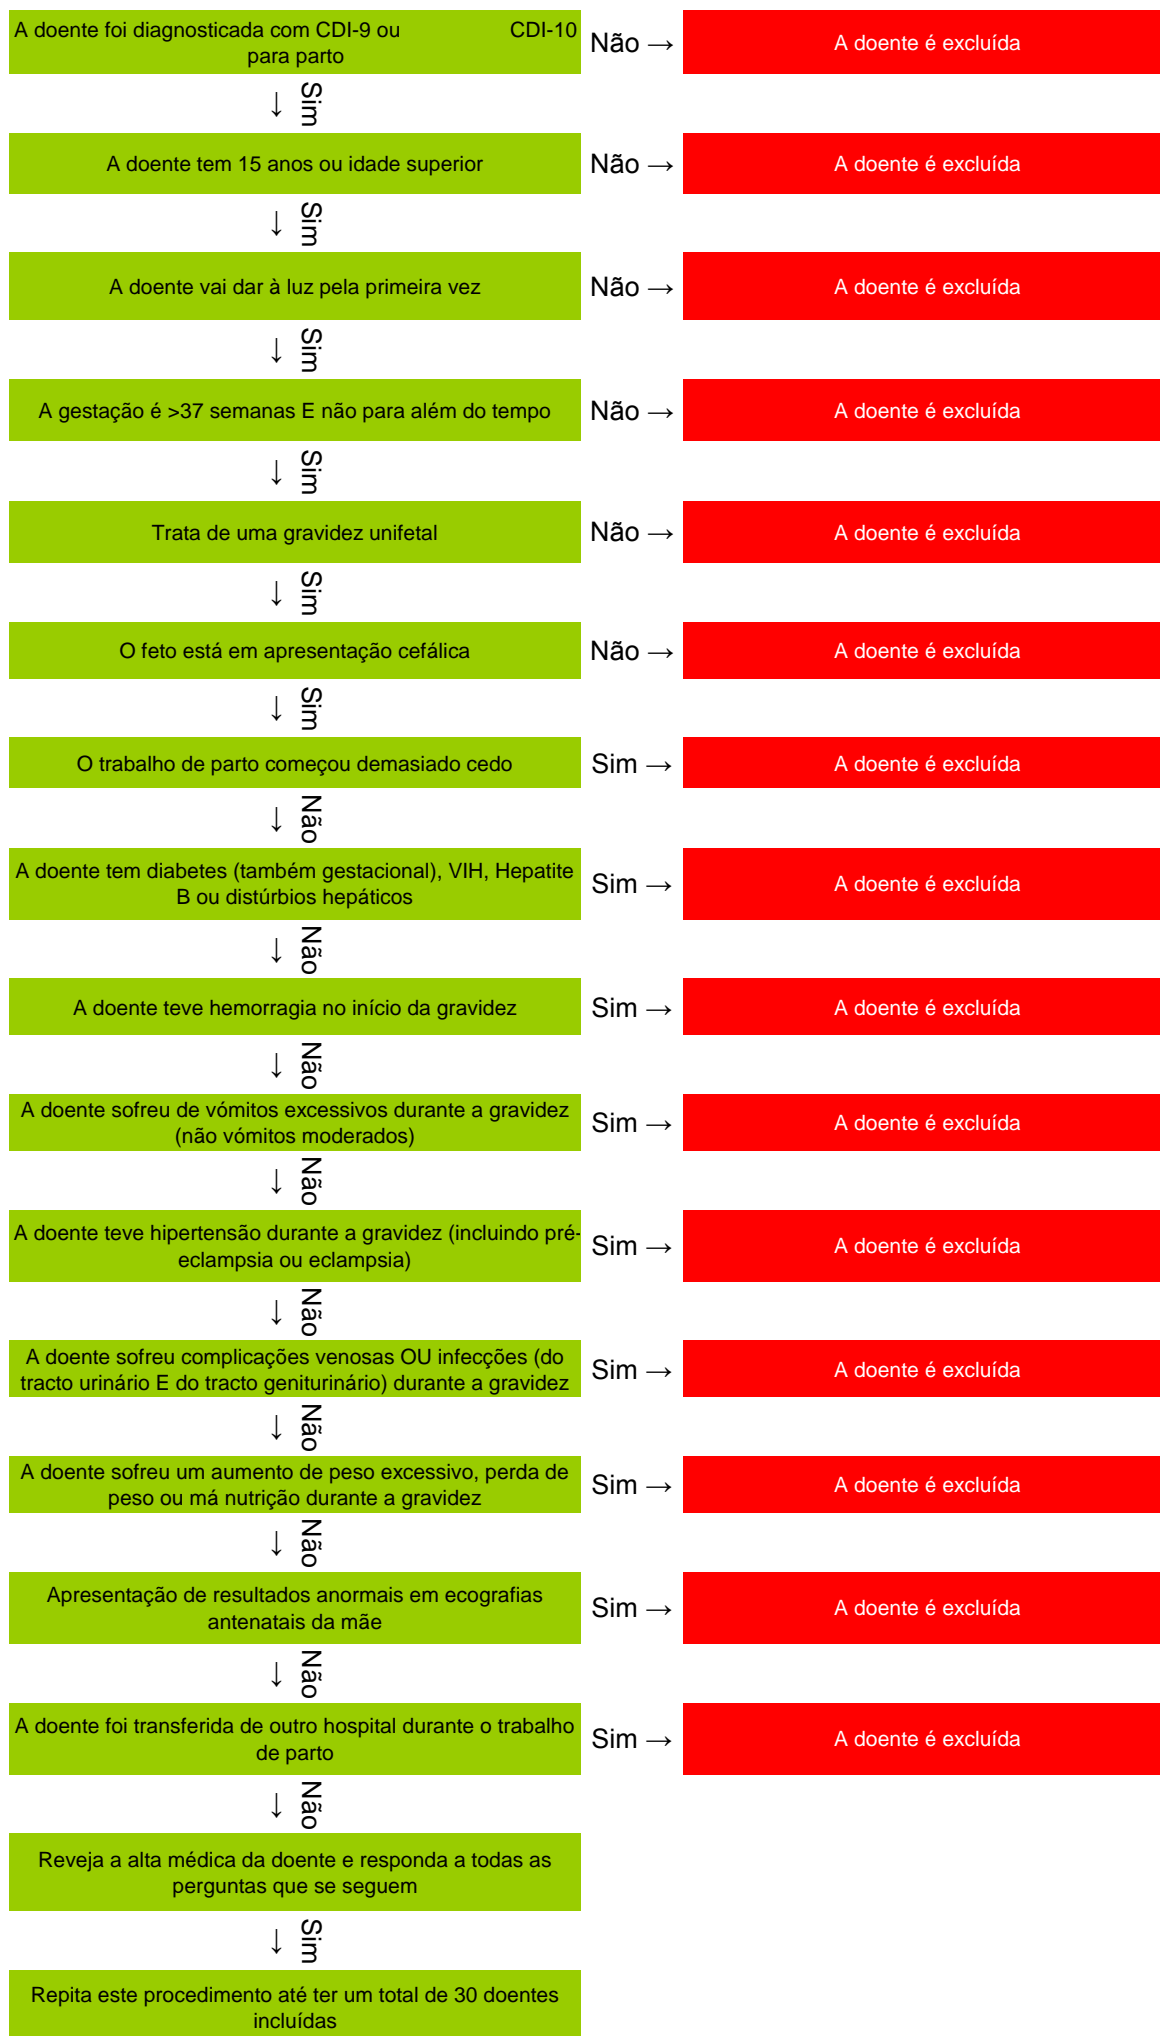 A doente foi diagnosticada com CDI-9 ou CDI-10
para parto
Não →
A doente é excluída
↓ Sim
A doente tem 15 anos ou idade superior
Não →
A doente é excluída
↓ Sim
A doente vai dar à luz pela primeira vez
Não →
A doente é excluída
↓ Sim
A gestação é >37 semanas E não para além do tempo
Não →
A doente é excluída
↓ Sim
Trata de uma gravidez unifetal
Não →
A doente é excluída
↓ Sim
O feto está em apresentação cefálica
Não →
A doente é excluída
↓ Sim
O trabalho de parto começou demasiado cedo
Sim →
A doente é excluída
↓ Não
A doente tem diabetes (também gestacional), VIH, Hepatite
B ou distúrbios hepáticos
Sim →
A doente é excluída
↓ Não
A doente teve hemorragia no início da gravidez
Sim →
A doente é excluída
↓ Não
A doente sofreu de vómitos excessivos durante a gravidez
(não vómitos moderados)
Sim →
A doente é excluída
↓ Não
A doente teve hipertensão durante a gravidez (incluindo pré-
eclampsia ou eclampsia)
Sim →
A doente é excluída
↓ Não
A doente sofreu complicações venosas OU infecções (do
tracto urinário E do tracto geniturinário) durante a gravidez
Sim →
A doente é excluída
↓ Não
A doente sofreu um aumento de peso excessivo, perda de
peso ou má nutrição durante a gravidez
Sim →
A doente é excluída
↓ Não
Apresentação de resultados anormais em ecografias
antenatais da mãe
Sim →
A doente é excluída
↓ Não
A doente foi transferida de outro hospital durante o trabalho
de parto
Sim →
A doente é excluída
↓ Não
Reveja a alta médica da doente e responda a todas as
perguntas que se seguem
↓ Sim
Repita este procedimento até ter um total de 30 doentes
incluídas